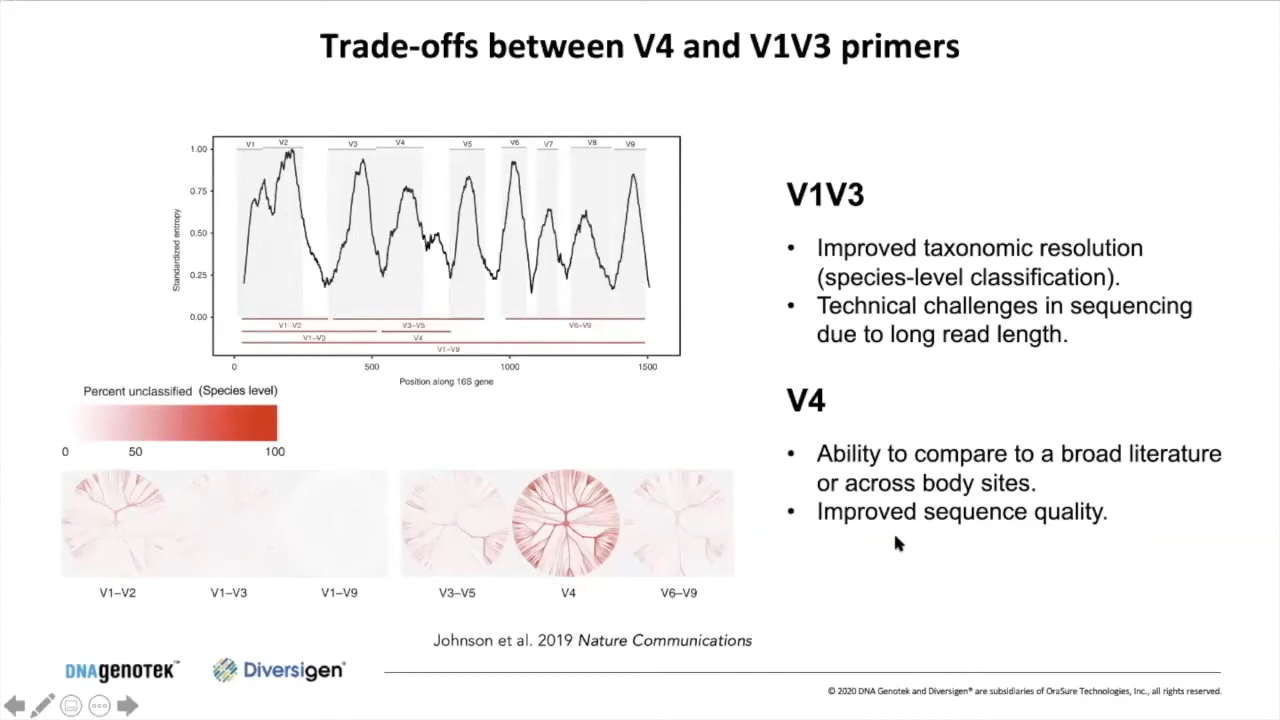 Trade-offs between V4 and V1V3 primers
V1 V2 V3 V4 V5 V6 V7 V8 V9
1.00
0.75
0.50
0.25
0.00
Standardized entropy
V1–V2 V3–V5 V6–V9
V1–V3 V4
V1–V9
0 500 1000 1500
Position along 16S gene
Percent unclassified (Species level)
0 50 100
V1–V2 V1–V3 V1–V9 V3–V5 V4 V6–V9
V1V3
• Improved taxonomic resolution
(species-level classification).
• Technical challenges in sequencing
due to long read length.
V4
• Ability to compare to a broad literature
or across body sites.
• Improved sequence quality.
Johnson et al. 2019 Nature Communications
DNAgenotek™ Diversigen®
© 2020 DNA Genotek and Diversigen® are subsidiaries of OraSure Technologies, Inc., all rights reserved.